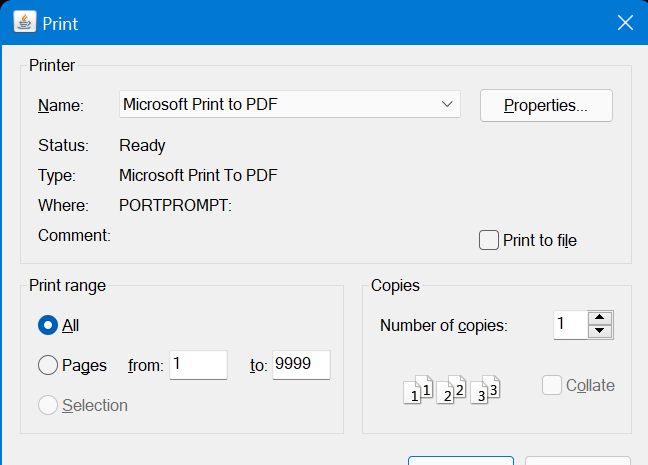 Print
Printer
Name: Microsoft Print to PDF Properties...
Status: Ready
Type: Microsoft Print To PDF
Where: PORTPROMPT:
Comment: Print to file
Print range
All
Pages from: 1 to: 9999
Selection
Copies
Number of copies: 1
1 1 2 2 3 3 Collate